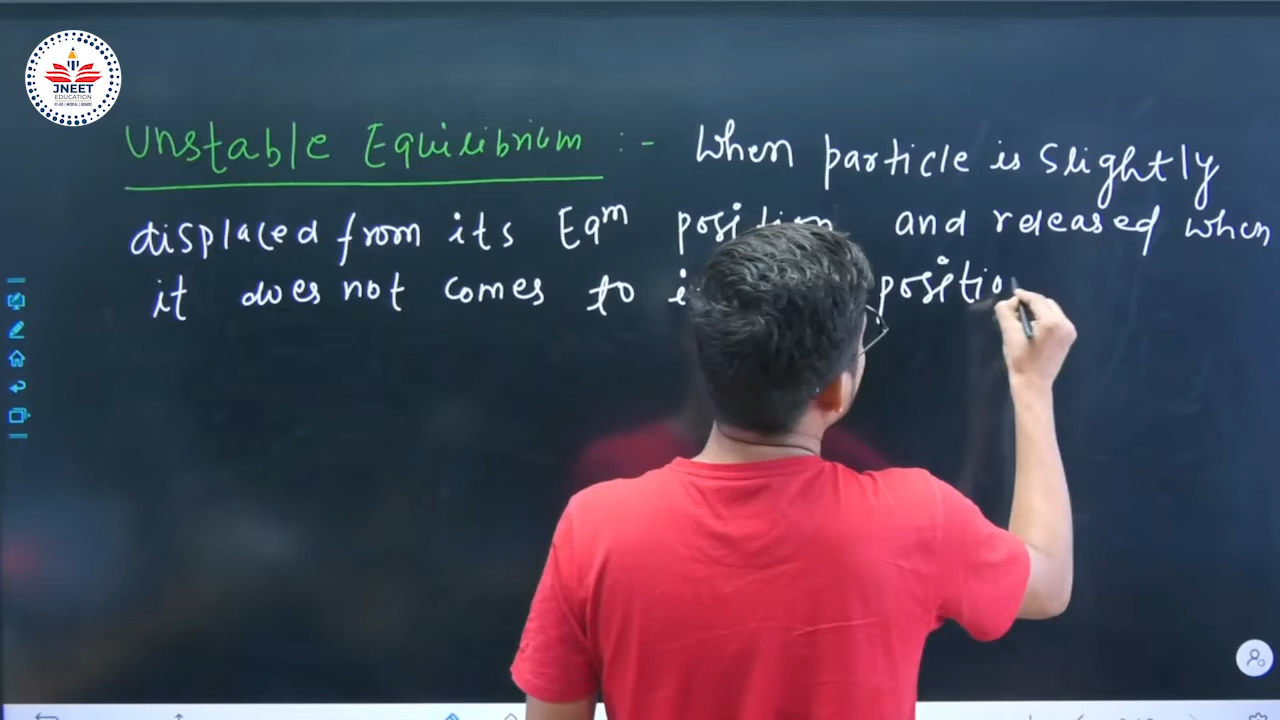 JNEET
EDUCATION
Unstable Equilibrium :- When particle is slightly
displaced from its Eqm position and released when
it does not comes to positio